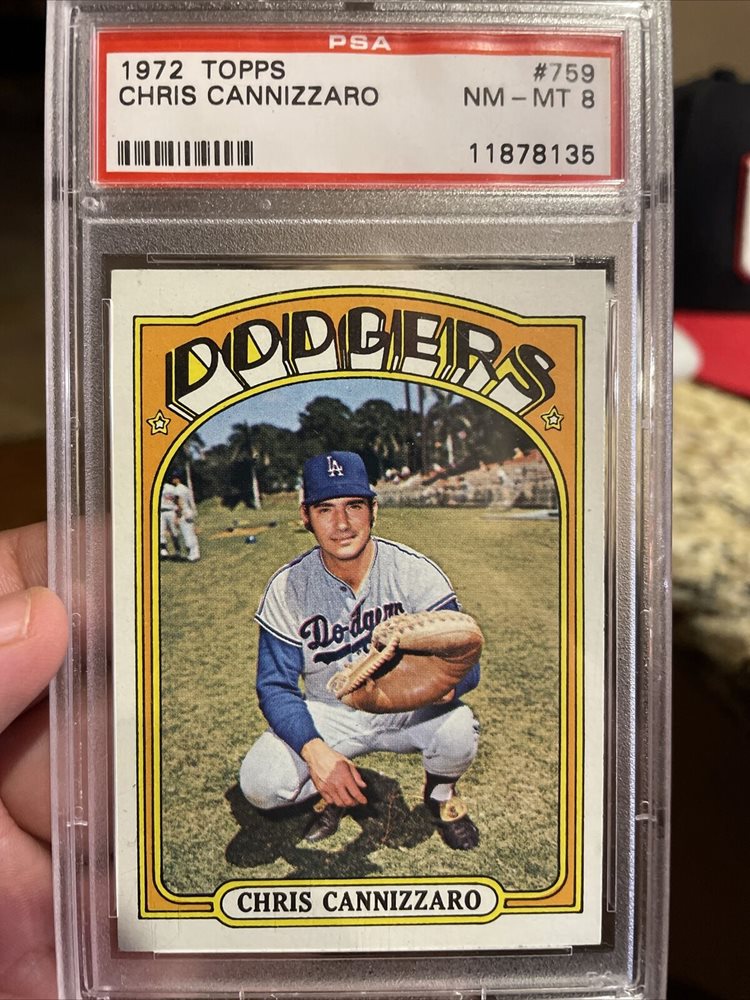 PSA
1972 TOPPS #759
CHRIS CANNIZZARO NM-MT 8
11878135
DODGERS
LA
Dodgers
CHRIS CANNIZZARO